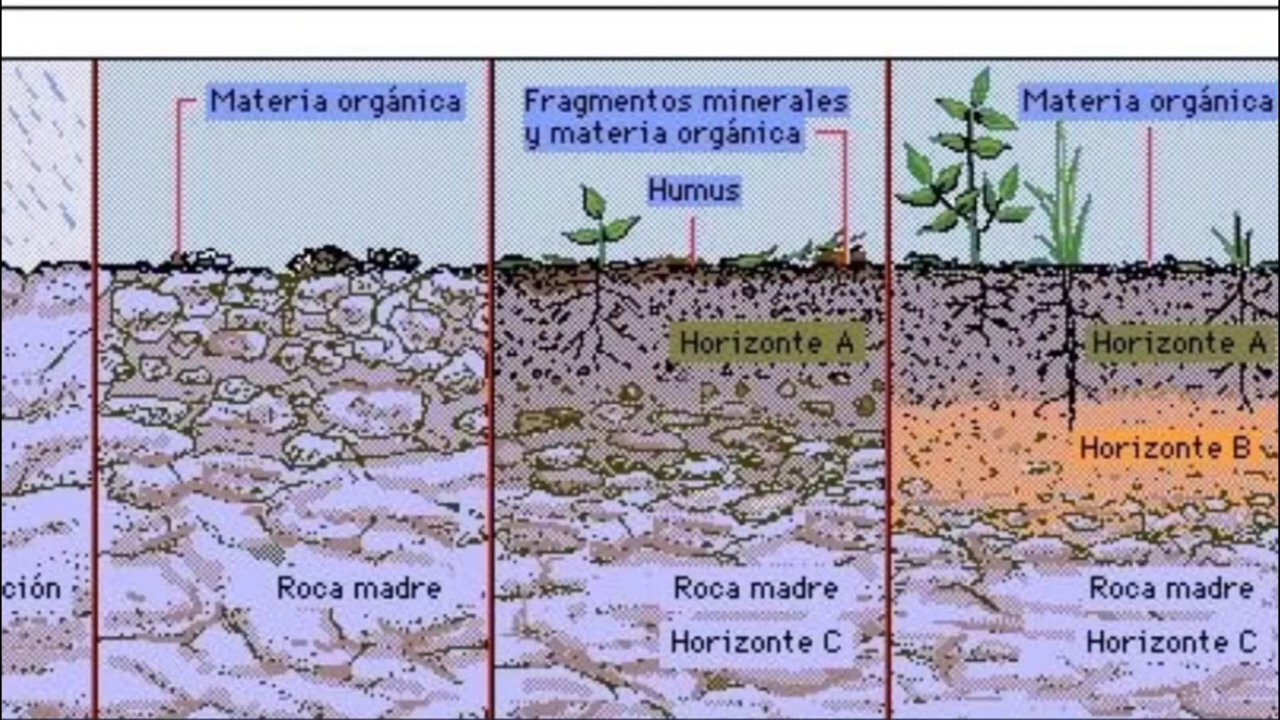 ción
Materia orgánica
Roca madre
Fragmentos minerales
y materia orgánica
Humus
Horizonte A
Roca madre
Horizonte C
Materia orgánica
Horizonte A
Horizonte B
Roca madre
Horizonte C